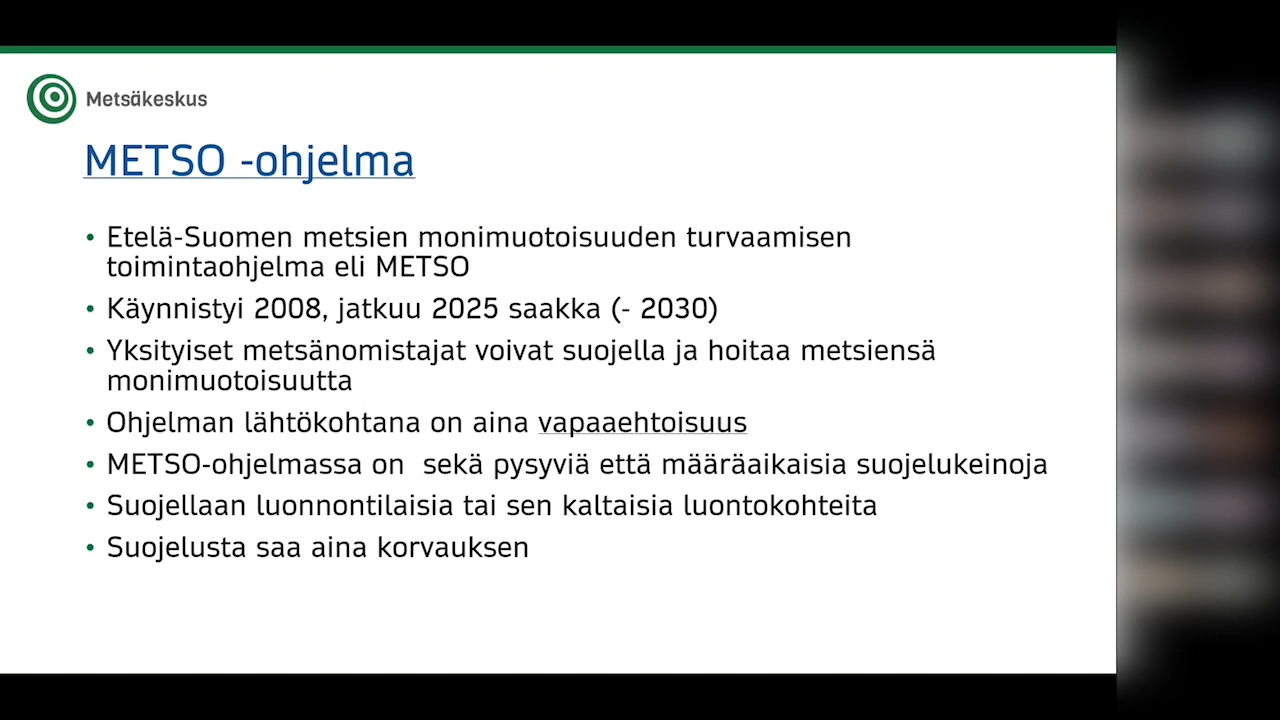 Metsäkeskus
METSO -ohjelma
• Etelä-Suomen metsien monimuotoisuuden turvaamisen
toimintaohjelma eli METSO
• Käynnistyi 2008, jatkuu 2025 saakka (- 2030)
• Yksityiset metsänomistajat voivat suojella ja hoitaa metsiensä
monimuotoisuutta
• Ohjelman lähtökohtana on aina vapaaehtoisuus
• METSO-ohjelmassa on  sekä pysyviä että määräaikaisia suojelukeinoja
• Suojellaan luonnontilaisia tai sen kaltaisia luontokohteita
• Suojelusta saa aina korvauksen